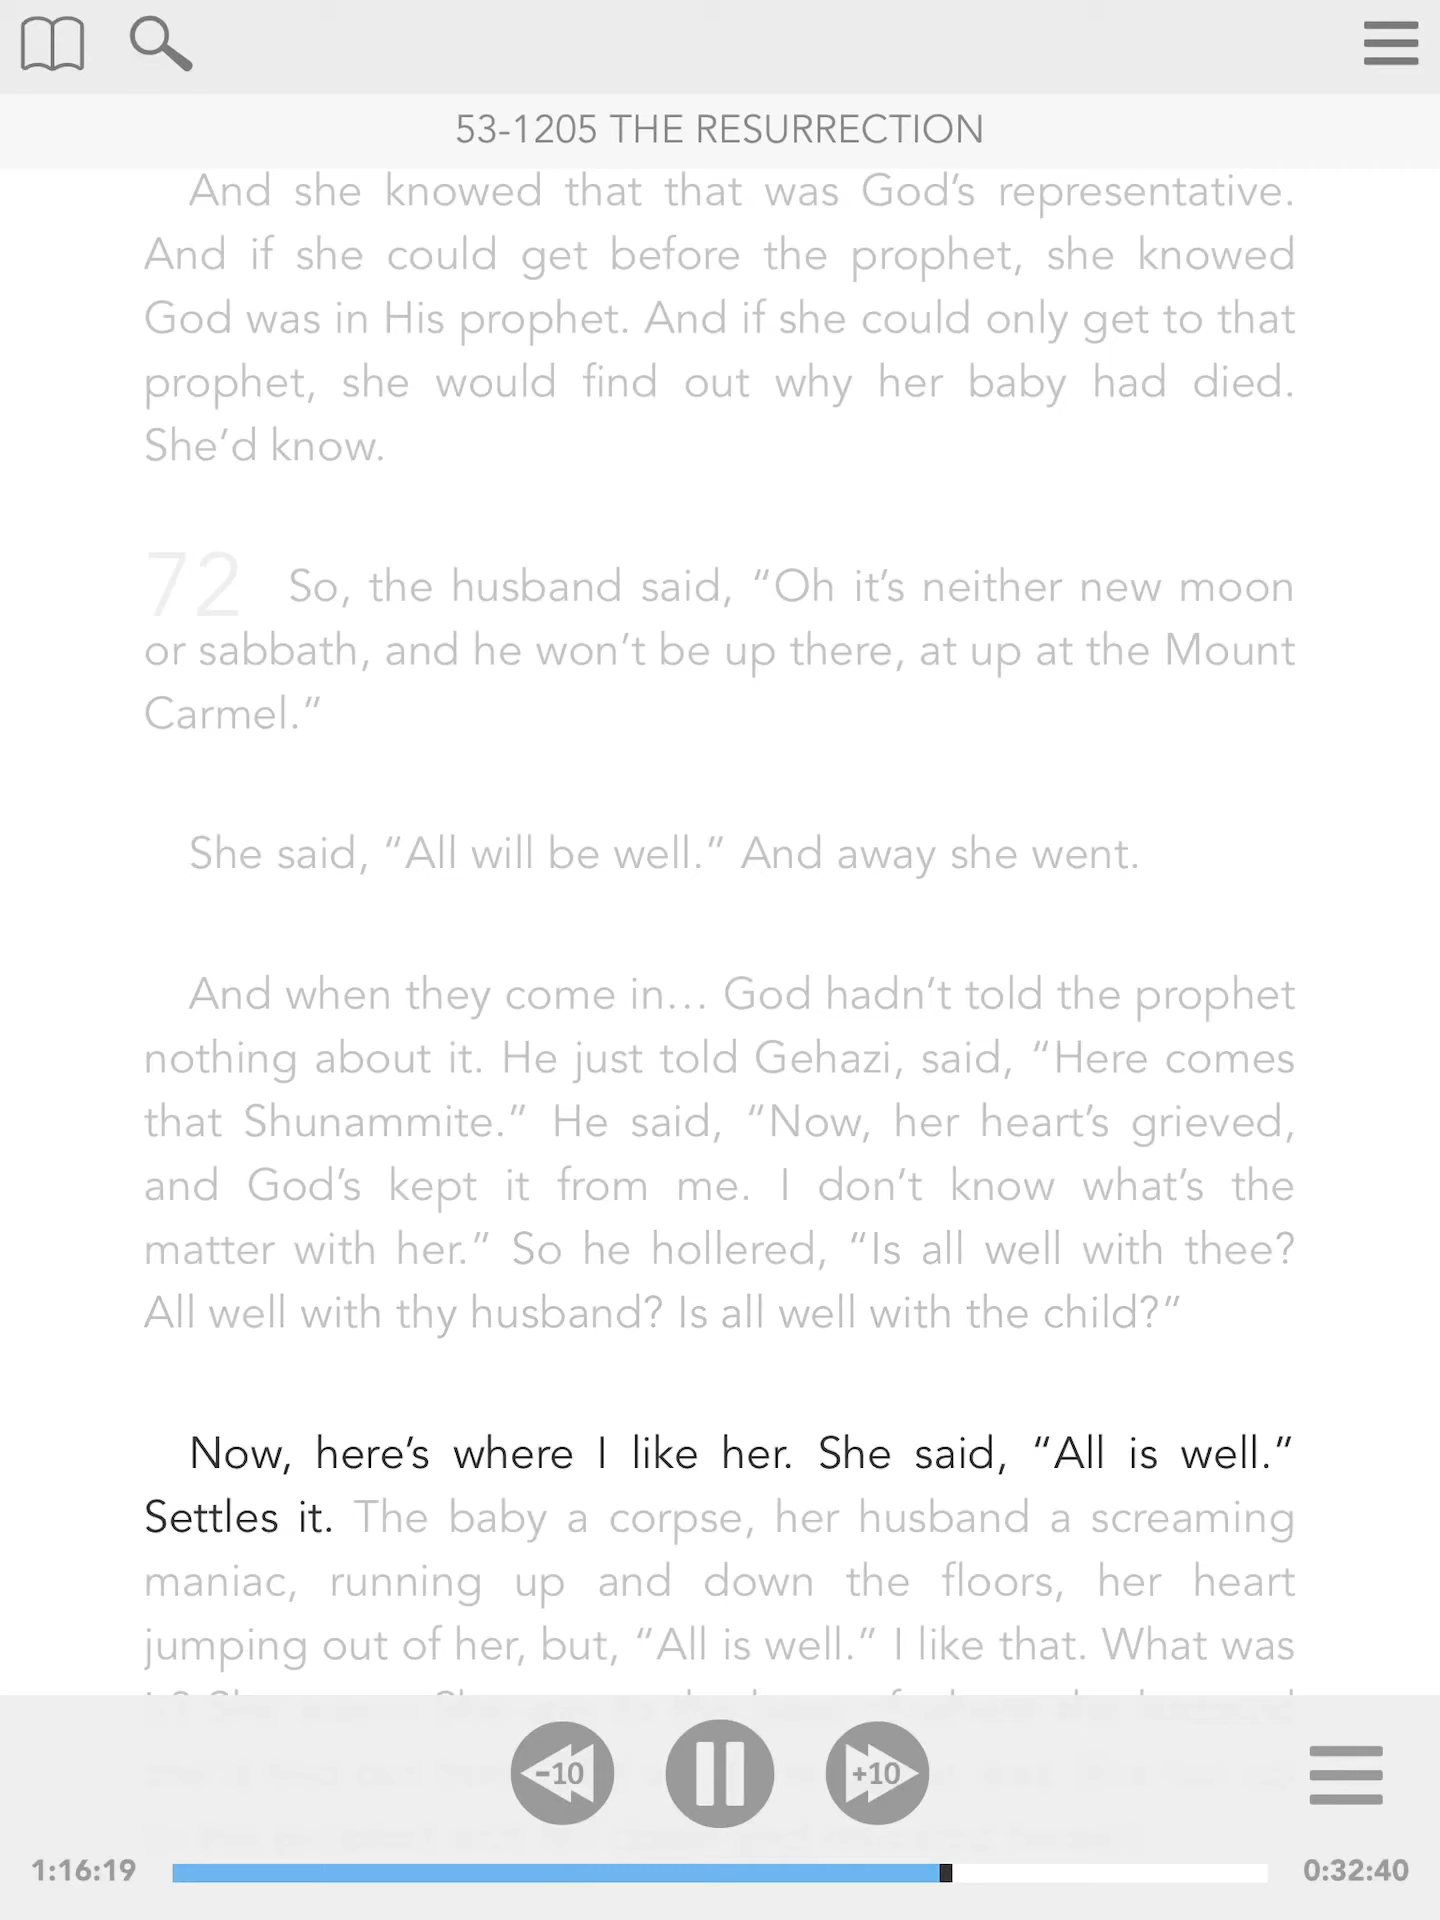 53-1205 THE RESURRECTION
And she knowed that that was God’s representative.
And if she could get before the prophet, she knowed
God was in His prophet. And if she could only get to that
prophet, she would find out why her baby had died.
She’d know.
72 So, the husband said, “Oh it’s neither new moon
or sabbath, and he won’t be up there, at up at the Mount
Carmel.”
She said, “All will be well.” And away she went.
And when they come in… God hadn’t told the prophet
nothing about it. He just told Gehazi, said, “Here comes
that Shunammite.” He said, “Now, her heart’s grieved,
and God’s kept it from me. I don’t know what’s the
matter with her.” So he hollered, “Is all well with thee?
All well with thy husband? Is all well with the child?”
Now, here’s where I like her. She said, “All is well.”
Settles it. The baby a corpse, her husband a screaming
maniac, running up and down the floors, her heart
jumping out of her, but, “All is well.” I like that. What was
-10 +10
1:16:19 0:32:40